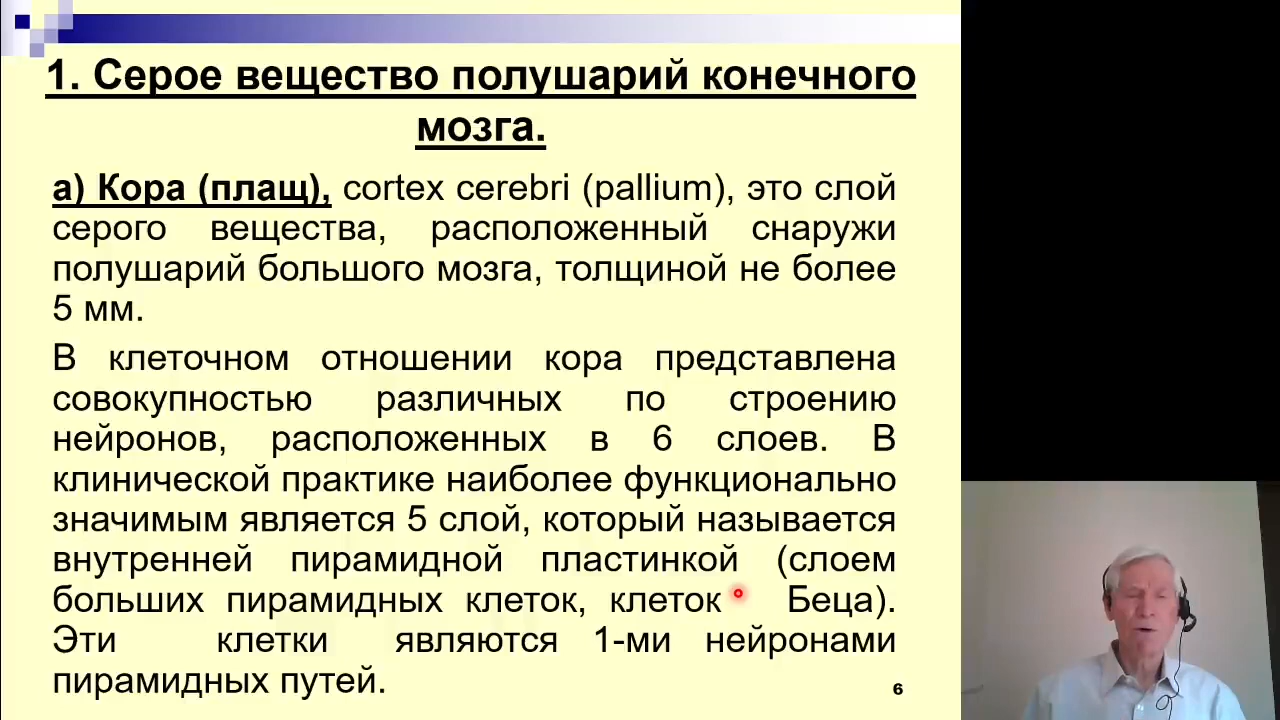 1. Серое вещество полушарий конечного
мозга.
а) Кора (плащ), cortex cerebri (pallium), это слой
серого вещества, расположенный снаружи
полушарий большого мозга, толщиной не более
5 мм.
В клеточном отношении кора представлена
совокупностью различных по строению
нейронов, расположенных в 6 слоев. В
клинической практике наиболее функционально
значимым является 5 слой, который называется
внутренней пирамидной пластинкой (слоем
больших пирамидных клеток, клеток Беца).
Эти клетки являются 1-ми нейронами
пирамидных путей.
6